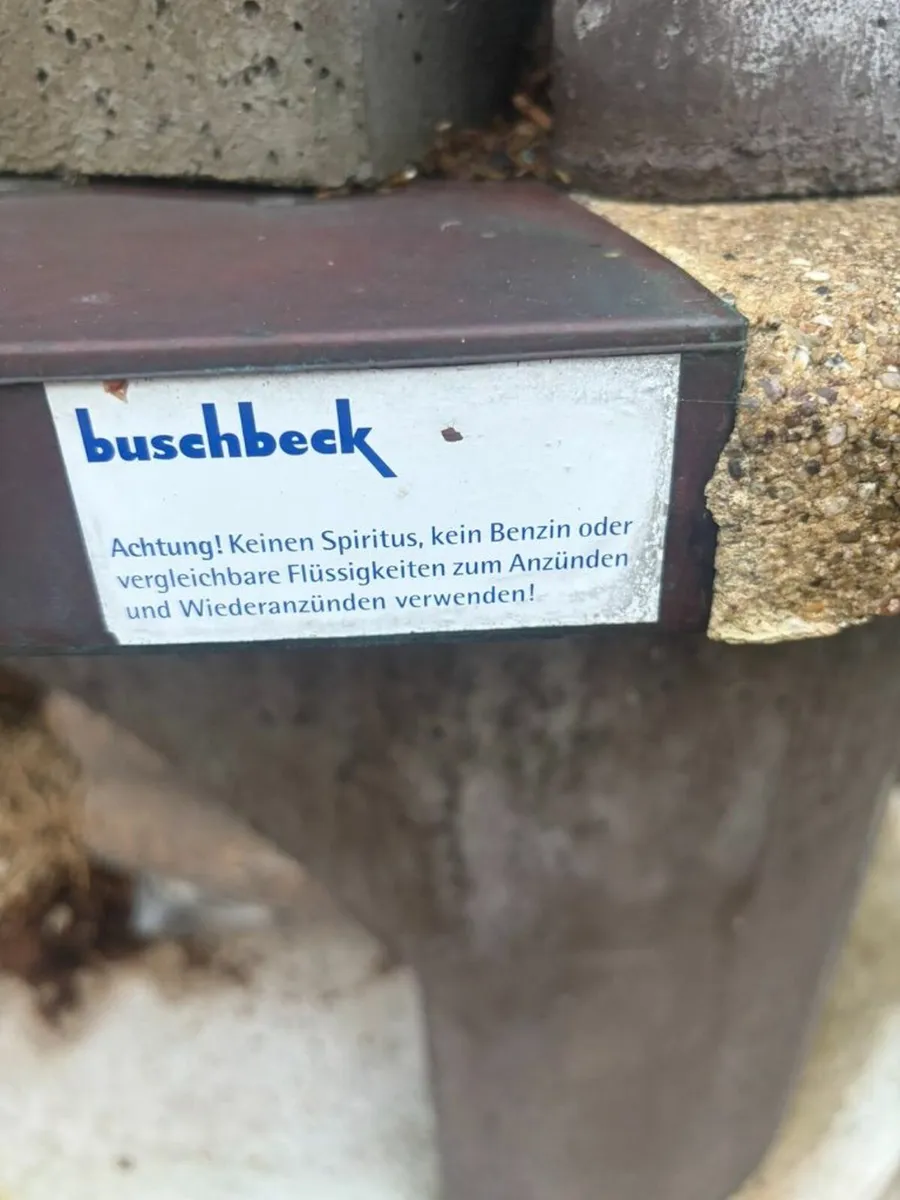 buschbeck
Achtung! Keinen Spiritus, kein Benzin oder
vergleichbare Flüssigkeiten zum Anzünden
und Wiederanzünden verwenden!